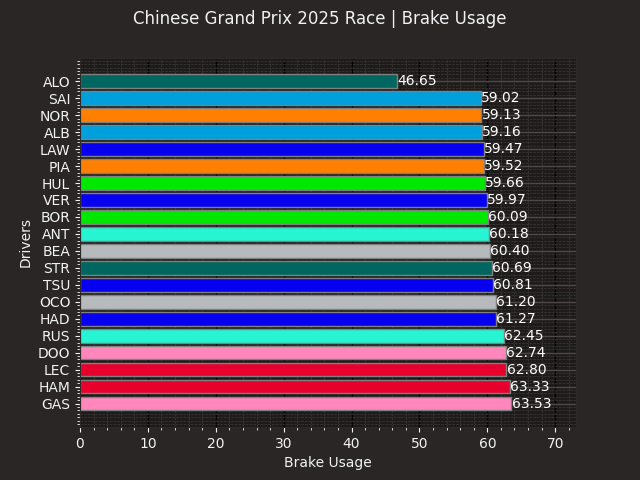 Chinese Grand Prix 2025 Race | Brake Usage
Drivers
ALO 46.65
SAI 59.02
NOR 59.13
ALB 59.16
LAW 59.47
PIA 59.52
HUL 59.66
VER 59.97
BOR 60.09
ANT 60.18
BEA 60.40
STR 60.69
TSU 60.81
OCO 61.20
HAD 61.27
RUS 62.45
DOO 62.74
LEC 62.80
HAM 63.33
GAS 63.53
0 10 20 30 40 50 60 70
Brake Usage